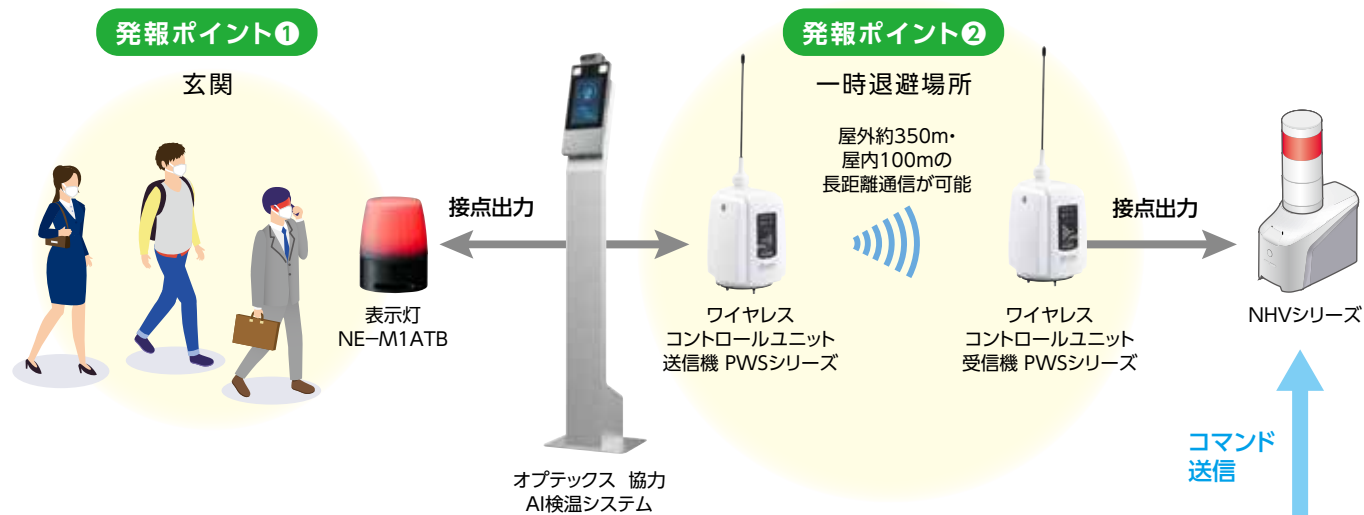 発報ポイント❶
玄関
接点出力
表示灯
NE−M1ATB
オプテックス 協力
AI検温システム
発報ポイント❷
一時退避場所
屋外約350m・
屋内100mの
長距離通信が可能
ワイヤレス
コントロールユニット
送信機 PWSシリーズ
ワイヤレス
コントロールユニット
受信機 PWSシリーズ
接点出力
NHVシリーズ
コマンド
送信